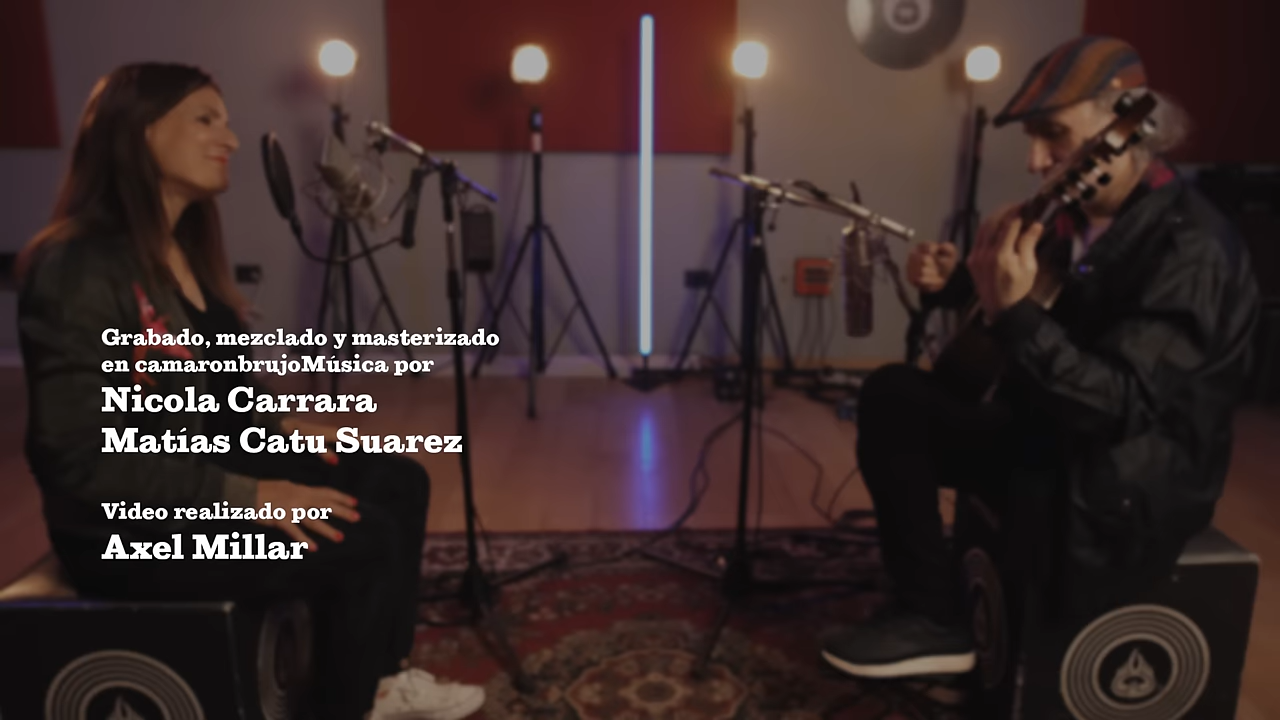 Grabado, mezclado y masterizado
en camaronbrujoMúsica por
Nicola Carrara
Matías Catu Suarez
Video realizado por
Axel Millar